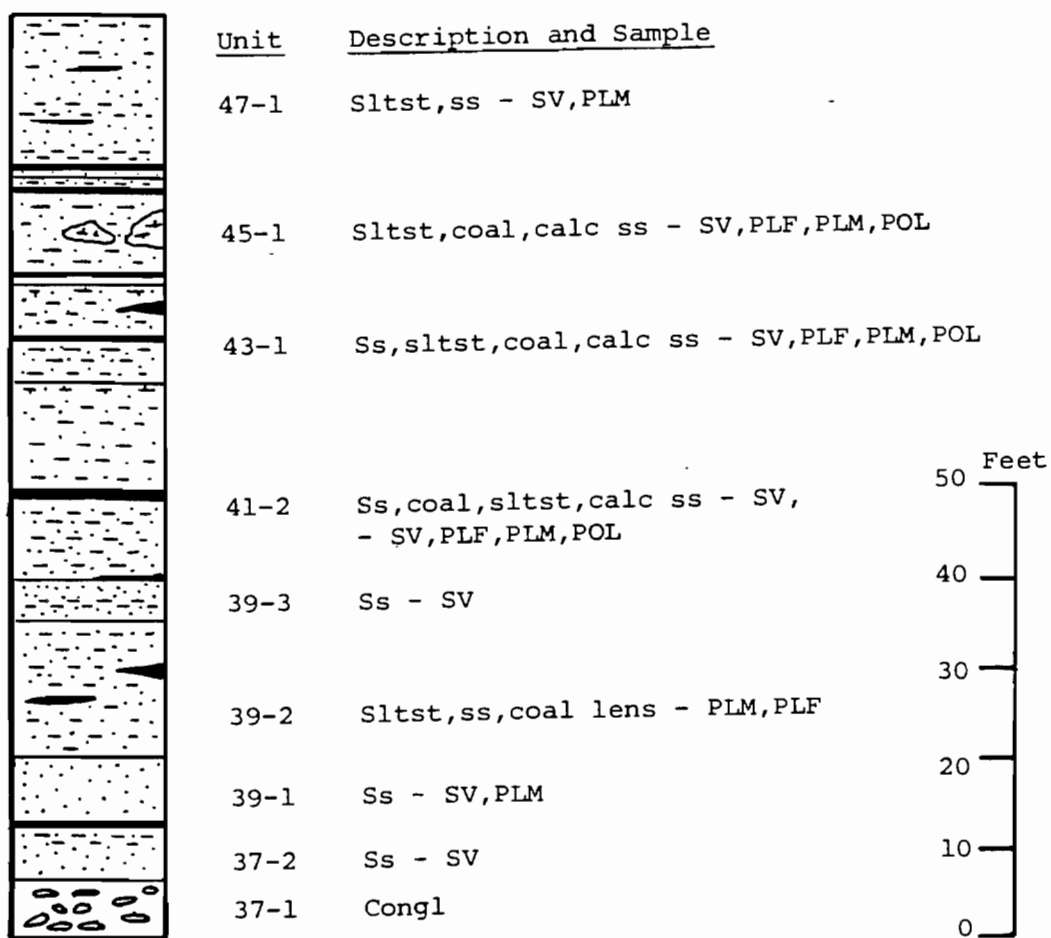 Unit Description and Sample
47-1 Sltst,ss - SV,PLM
45-1 Sltst,coal,calc ss - SV,PLF,PLM,POL
43-1 Ss,sltst,coal,calc ss - SV,PLF,PLM,POL
Feet
50
41-2 Ss,coal,sltst,calc ss - SV,
- SV,PLF,PLM,POL
40
39-3 Ss - SV
30
39-2 Sltst,ss,coal lens - PLM,PLF
20
39-1 Ss - SV,PLM
10
37-2 Ss - SV
37-1 Congl
0